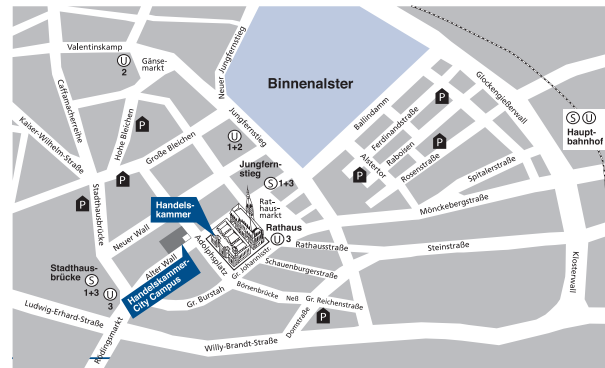 Valentinskamp
U
2
Gänse-
markt
Neuer Jungfernstieg
Binnenalster
Caffamacherreihe
Kaiser-Wilhelm-Straße
Hohe Bleichen
P
Große Bleichen
Jungfernstieg
U
1+2
Jungfern-
stieg
S 1+3
Ballindamm
Ferdinandstraße
P
Alstertor
Raboisen
Rosenstraße
P
P
Glockengießerwall
S U
Haupt-
bahnhof
Spitalerstraße
Mönckebergstraße
P
P
Stadthausbrücke
Handels-
kammer
Rat-
haus-
markt
Rathaus
U 3
Neuer Wall
Alter Wall
Adolphsplatz
Rathausstraße
Steinstraße
Klosterwall
Gr. Johannisstr.
Schauenburgerstraße
Stadthaus-
brücke
S
1+3
U
3
Handelskammer-
City Campus
Gr. Burstah
Börsenbrücke
Neß
Gr. Reichenstraße
Domstraße
P
Ludwig-Erhard-Straße
Rödingsmarkt
Willy-Brandt-Straße